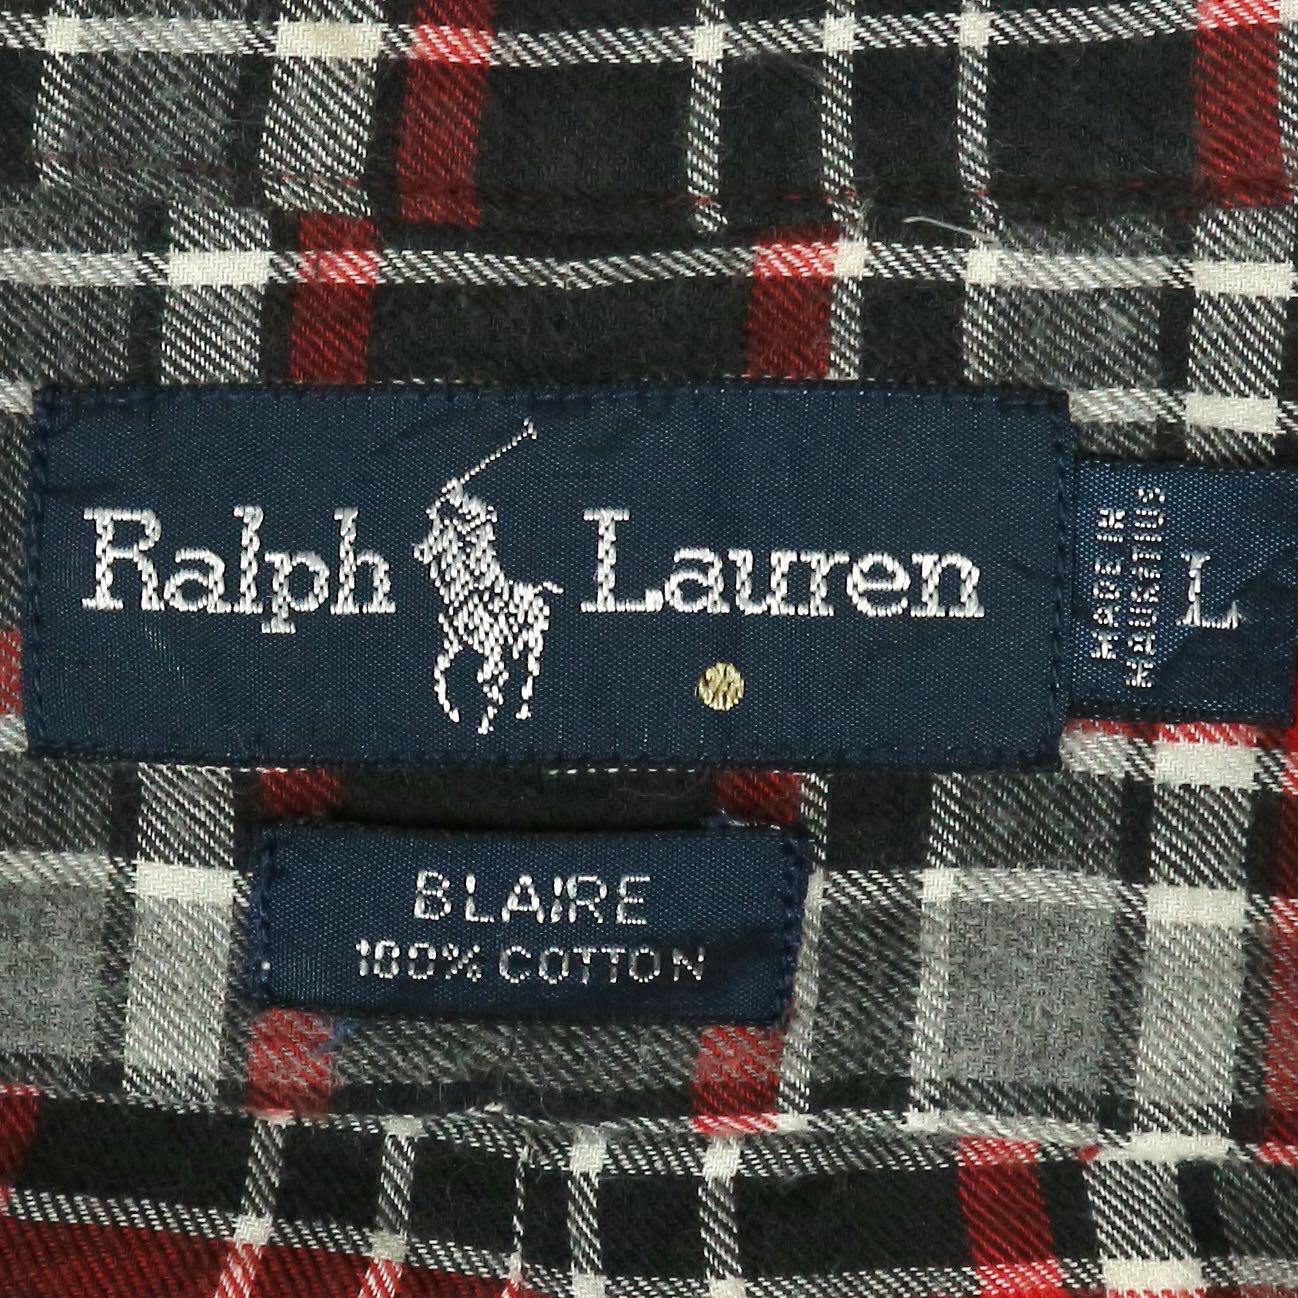 Ralph Lauren
MADE IN
MAURITIUS
L
BLAIRE
100% COTTON